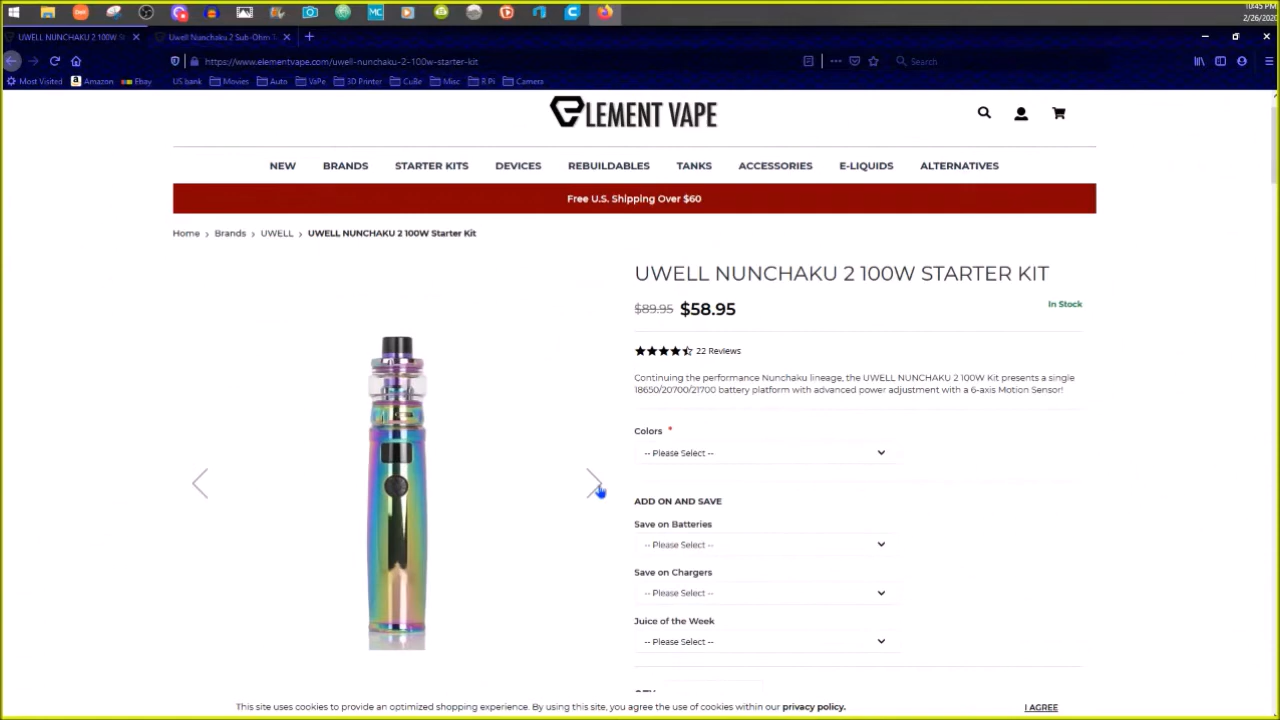 10:45 PM
2/26/2020
UWELL NUNCHAKU 2 100W S
Uwell Nunchaku 2 Sub-Ohm T
https://www.elementvape.com/uwell-nunchaku-2-100w-starter-kit
Search
Most Visited Amazon Ebay US bank Movies Auto VaPe 3D Printer CuBe Misc R.Pi Camera
ELEMENT VAPE
NEW BRANDS STARTER KITS DEVICES REBUILDABLES TANKS ACCESSORIES E-LIQUIDS ALTERNATIVES
Free U.S. Shipping Over $60
Home > Brands > UWELL > UWELL NUNCHAKU 2 100W Starter Kit
UWELL NUNCHAKU 2 100W STARTER KIT
$89.95 $58.95
In Stock
22 Reviews
Continuing the performance Nunchaku lineage, the UWELL NUNCHAKU 2 100W Kit presents a single
18650/20700/21700 battery platform with advanced power adjustment with a 6-axis Motion Sensor!
Colors *
-- Please Select --
ADD ON AND SAVE
Save on Batteries
-- Please Select --
Save on Chargers
-- Please Select --
Juice of the Week
-- Please Select --
This site uses cookies to provide an optimized shopping experience. By using this site, you agree the use of cookies within our privacy policy.
I AGREE